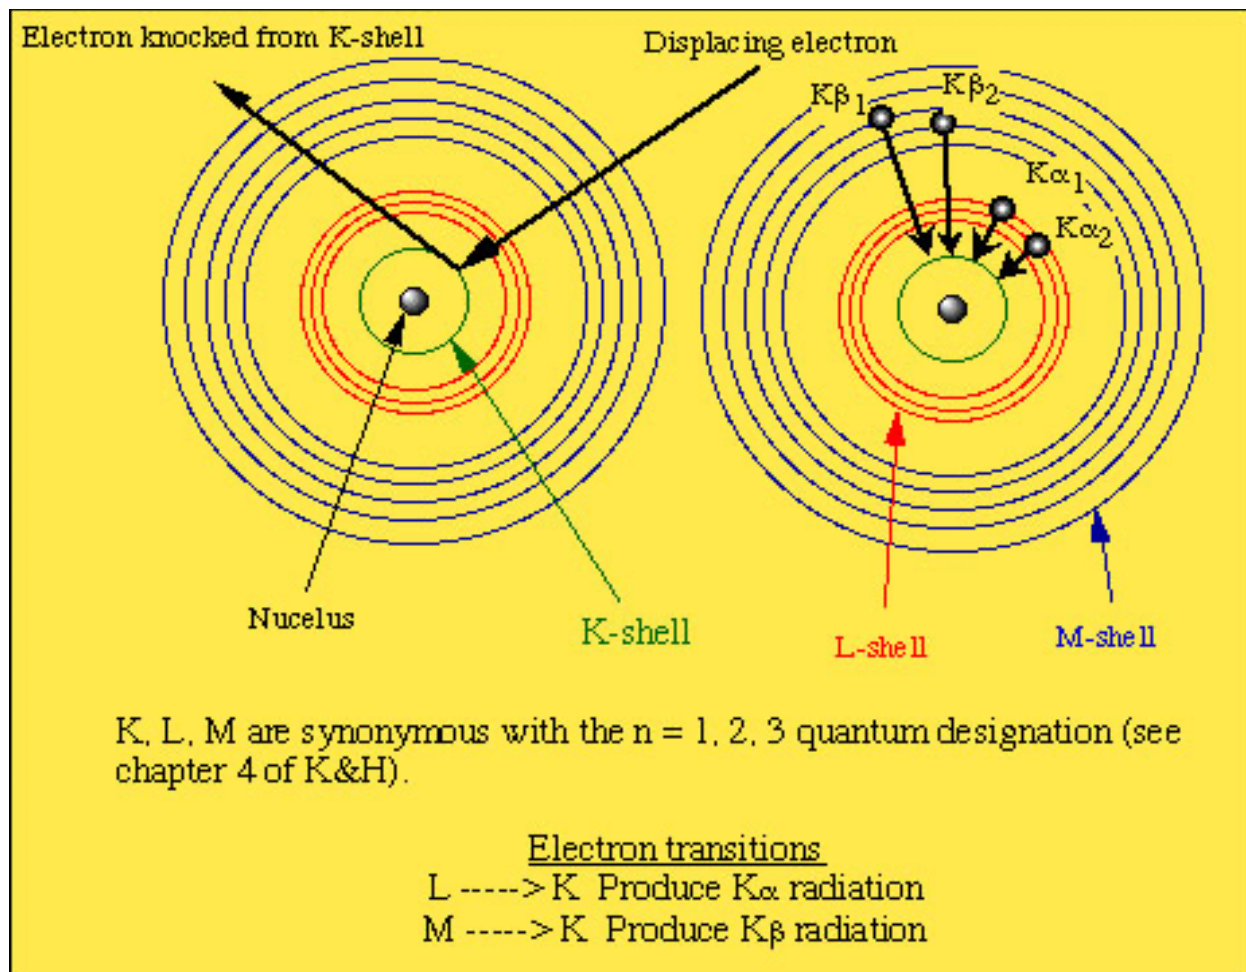 Electron knocked from K-shell
Displacing electron
Kβ1
Kβ2
Kα1
Kα2
Nucelus
K-shell
L-shell
M-shell
K, L, M are synonymous with the n = 1, 2, 3 quantum designation (see
chapter 4 of K&H).
Electron transitions
L -----> K Produce Kα radiation
M -----> K Produce Kβ radiation